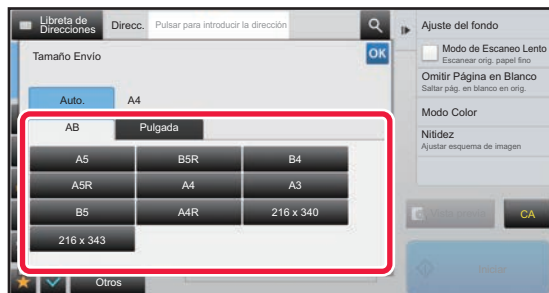 Libreta de
Direcciones
Direcc.
Pulsar para introducir la dirección
Tamaño Envío
OK
Auto.
A4
AB
Pulgada
A5
B5R
B4
A5R
A4
A3
B5
A4R
216 x 340
216 x 343
Otros
Ajuste del fondo
Modo de Escaneo Lento
Escanear orig. papel fino
Omitir Página en Blanco
Saltar pág. en blanco en orig.
Modo Color
Nitidez
Ajustar esquema de imagen
CA
Iniciar